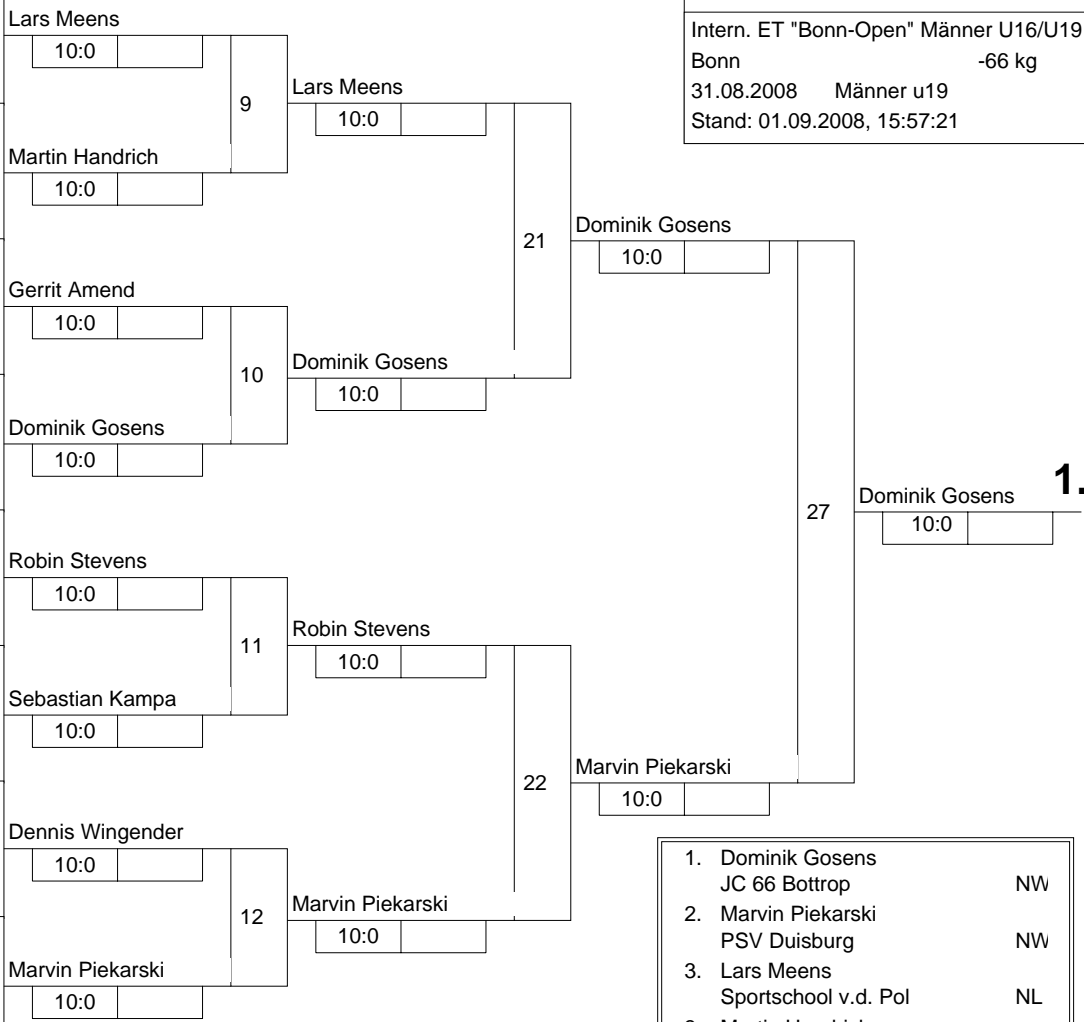 Lars Meens
10:0
Intern. ET "Bonn-Open" Männer U16/U19
Bonn -66 kg
31.08.2008 Männer u19
Stand: 01.09.2008, 15:57:21
9
Lars Meens
10:0
Martin Handrich
10:0
21
Dominik Gosens
10:0
Gerrit Amend
10:0
10
Dominik Gosens
10:0
Dominik Gosens
10:0
27
Dominik Gosens 1.
10:0
Robin Stevens
10:0
11
Robin Stevens
10:0
Sebastian Kampa
10:0
22
Marvin Piekarski
10:0
Dennis Wingender
10:0
12
Marvin Piekarski
10:0
Marvin Piekarski
10:0
1. Dominik Gosens
JC 66 Bottrop NW
2. Marvin Piekarski
PSV Duisburg NW
3. Lars Meens
Sportschool v.d. Pol NL